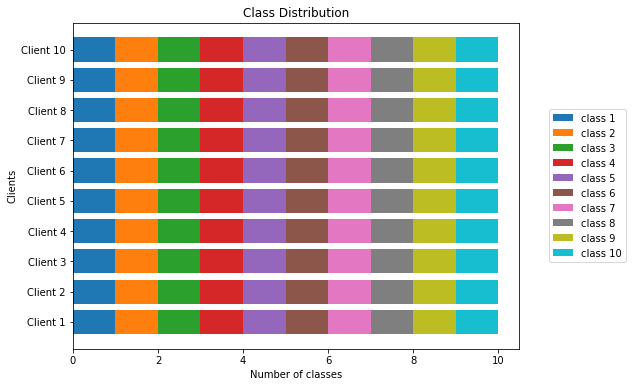 Class Distribution
Clients
Client 10
Client 9
Client 8
Client 7
Client 6
Client 5
Client 4
Client 3
Client 2
Client 1
0 2 4 6 8 10
Number of classes
class 1
class 2
class 3
class 4
class 5
class 6
class 7
class 8
class 9
class 10